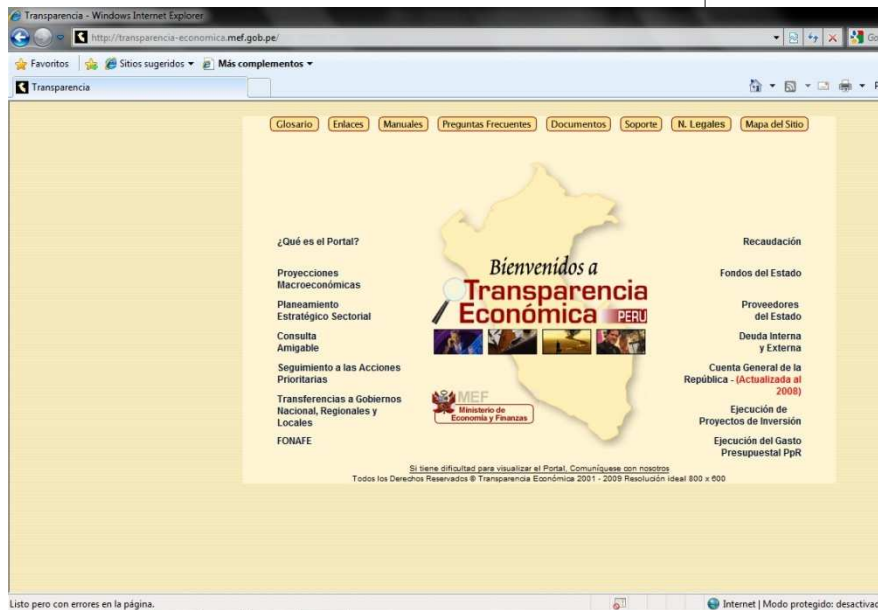 Transparencia - Windows Internet Explorer
http://transparencia-economica.mef.gob.pe/
Favoritos
Sitios sugeridos
Más complementos
Transparencia
Glosario Enlaces Manuales Preguntas Frecuentes Documentos Soporte N. Legales Mapa del Sitio
¿Qué es el Portal?
Proyecciones
Macroeconómicas
Planeamiento
Estratégico Sectorial
Consulta
Amigable
Seguimiento a las Acciones
Prioritarias
Transferencias a Gobiernos
Nacional, Regionales y
Locales
FONAFE
Bienvenidos a
Transparencia
Económica PERU
MEF
Ministerio de
Economía y Finanzas
Recaudación
Fondos del Estado
Proveedores
del Estado
Deuda Interna
y Externa
Cuenta General de la
República - (Actualizada al
2008)
Ejecución de
Proyectos de Inversión
Ejecución del Gasto
Presupuestal PpR
Si tiene dificultad para visualizar el Portal, Comuníquese con nosotros
Todos los Derechos Reservados ® Transparencia Económica 2001 - 2009 Resolución ideal 800 x 600
Listo pero con errores en la página.
Internet | Modo protegido: desactivad